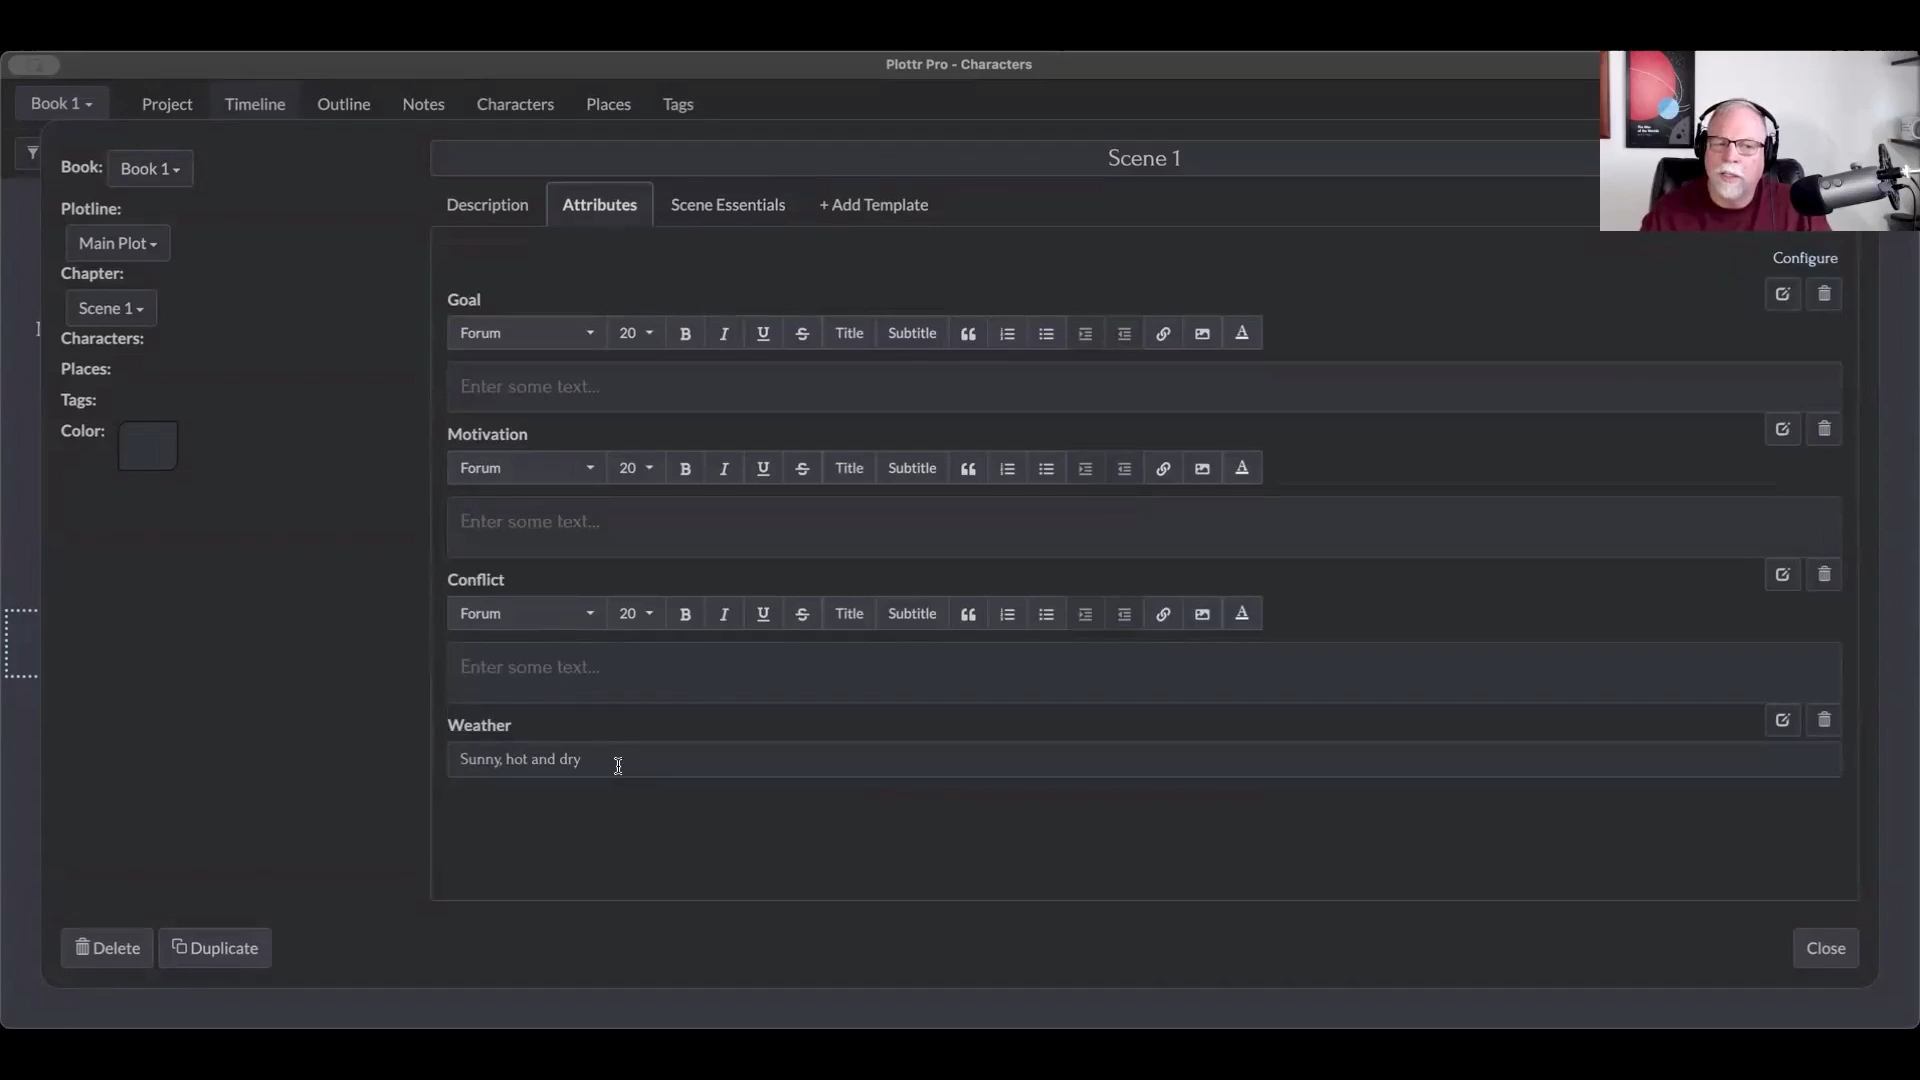 Plottr Pro - Characters
Book 1
Project
Timeline
Outline
Notes
Characters
Places
Tags
Book: Book 1
Plotline:
Main Plot
Chapter:
Scene 1
Characters:
Places:
Tags:
Color:
Scene 1
Description
Attributes
Scene Essentials
+ Add Template
Configure
Goal
Forum 20 B I U S Title Subtitle A
Enter some text...
Motivation
Forum 20 B I U S Title Subtitle A
Enter some text...
Conflict
Forum 20 B I U S Title Subtitle A
Enter some text...
Weather
Sunny, hot and dry
Delete
Duplicate
Close